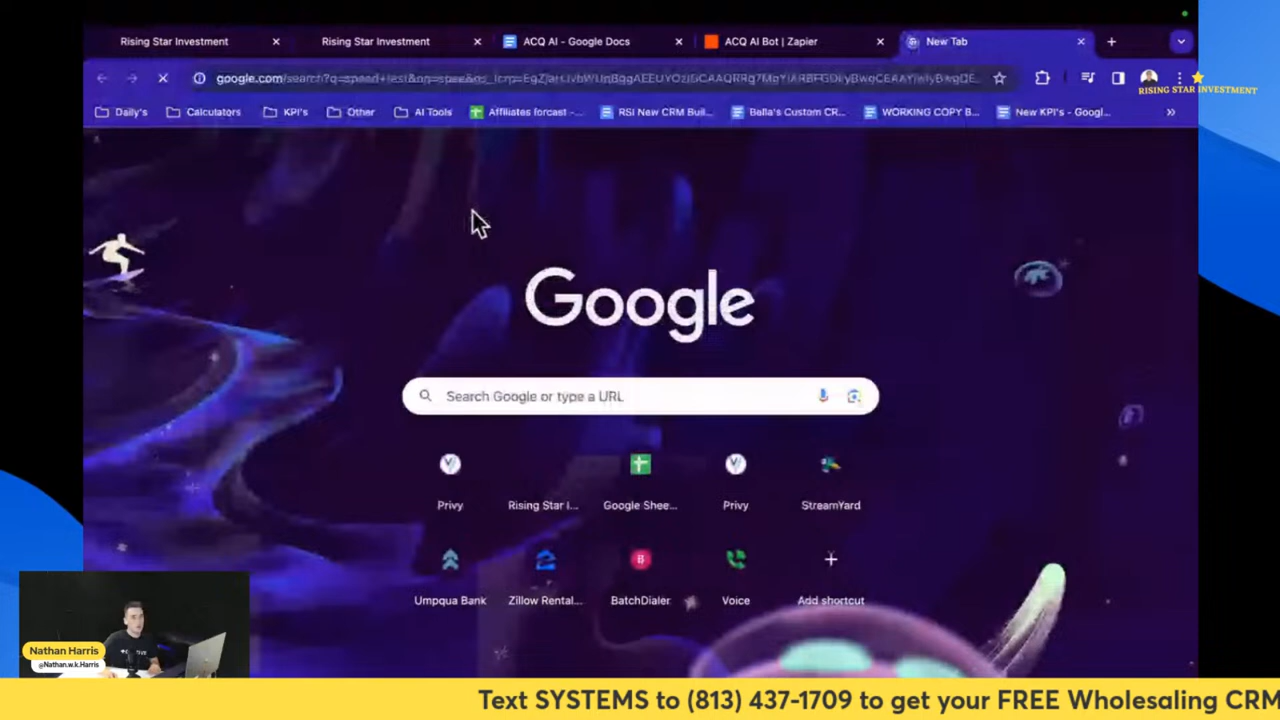 Rising Star Investment
Rising Star Investment
ACQ AI - Google Docs
ACQ AI Bot | Zapier
New Tab
RISING STAR INVESTMENT
Daily's
Calculators
KPI's
Other
AI Tools
Affiliates forcast -...
RSI New CRM Buil...
Balla's Custom CR...
WORKING COPY B...
New KPI's - Googl...
Google
Search Google or type a URL
Privy
Rising Star I...
Google Shee...
Privy
StreamYard
Umpqua Bank
Zillow Rental...
BatchDialer
Voice
Add shortcut
Nathan Harris
@Nathan.w.k.Harris
Text SYSTEMS to (813) 437-1709 to get your FREE Wholesaling CRM